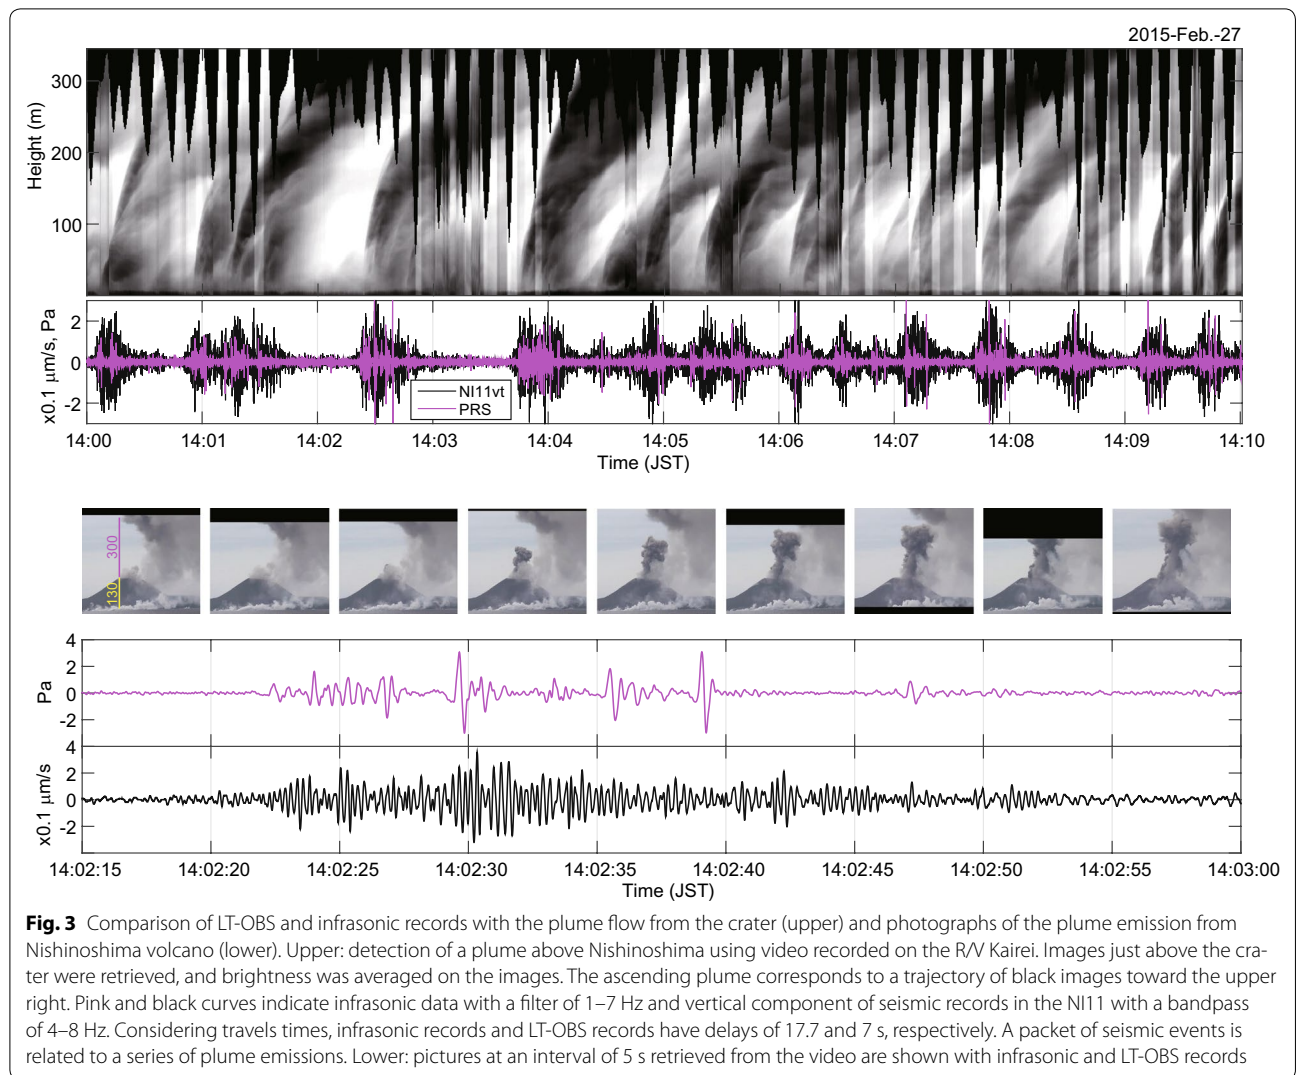 2015-Feb.-27
Height (m)
300
200
100
x0.1 μm/s, Pa
2
0
-2
NI11vt
PRS
14:00 14:01 14:02 14:03 14:04 14:05 14:06 14:07 14:08 14:09 14:10
Time (JST)
300
130
Pa
4
2
0
-2
x0.1 μm/s
4
2
0
-2
14:02:15 14:02:20 14:02:25 14:02:30 14:02:35 14:02:40 14:02:45 14:02:50 14:02:55 14:03:00
Time (JST)
Fig. 3 Comparison of LT-OBS and infrasonic records with the plume flow from the crater (upper) and photographs of the plume emission from
Nishinoshima volcano (lower). Upper: detection of a plume above Nishinoshima using video recorded on the R/V Kairei. Images just above the cra-
ter were retrieved, and brightness was averaged on the images. The ascending plume corresponds to a trajectory of black images toward the upper
right. Pink and black curves indicate infrasonic data with a filter of 1–7 Hz and vertical component of seismic records in the NI11 with a bandpass
of 4–8 Hz. Considering travels times, infrasonic records and LT-OBS records have delays of 17.7 and 7 s, respectively. A packet of seismic events is
related to a series of plume emissions. Lower: pictures at an interval of 5 s retrieved from the video are shown with infrasonic and LT-OBS records